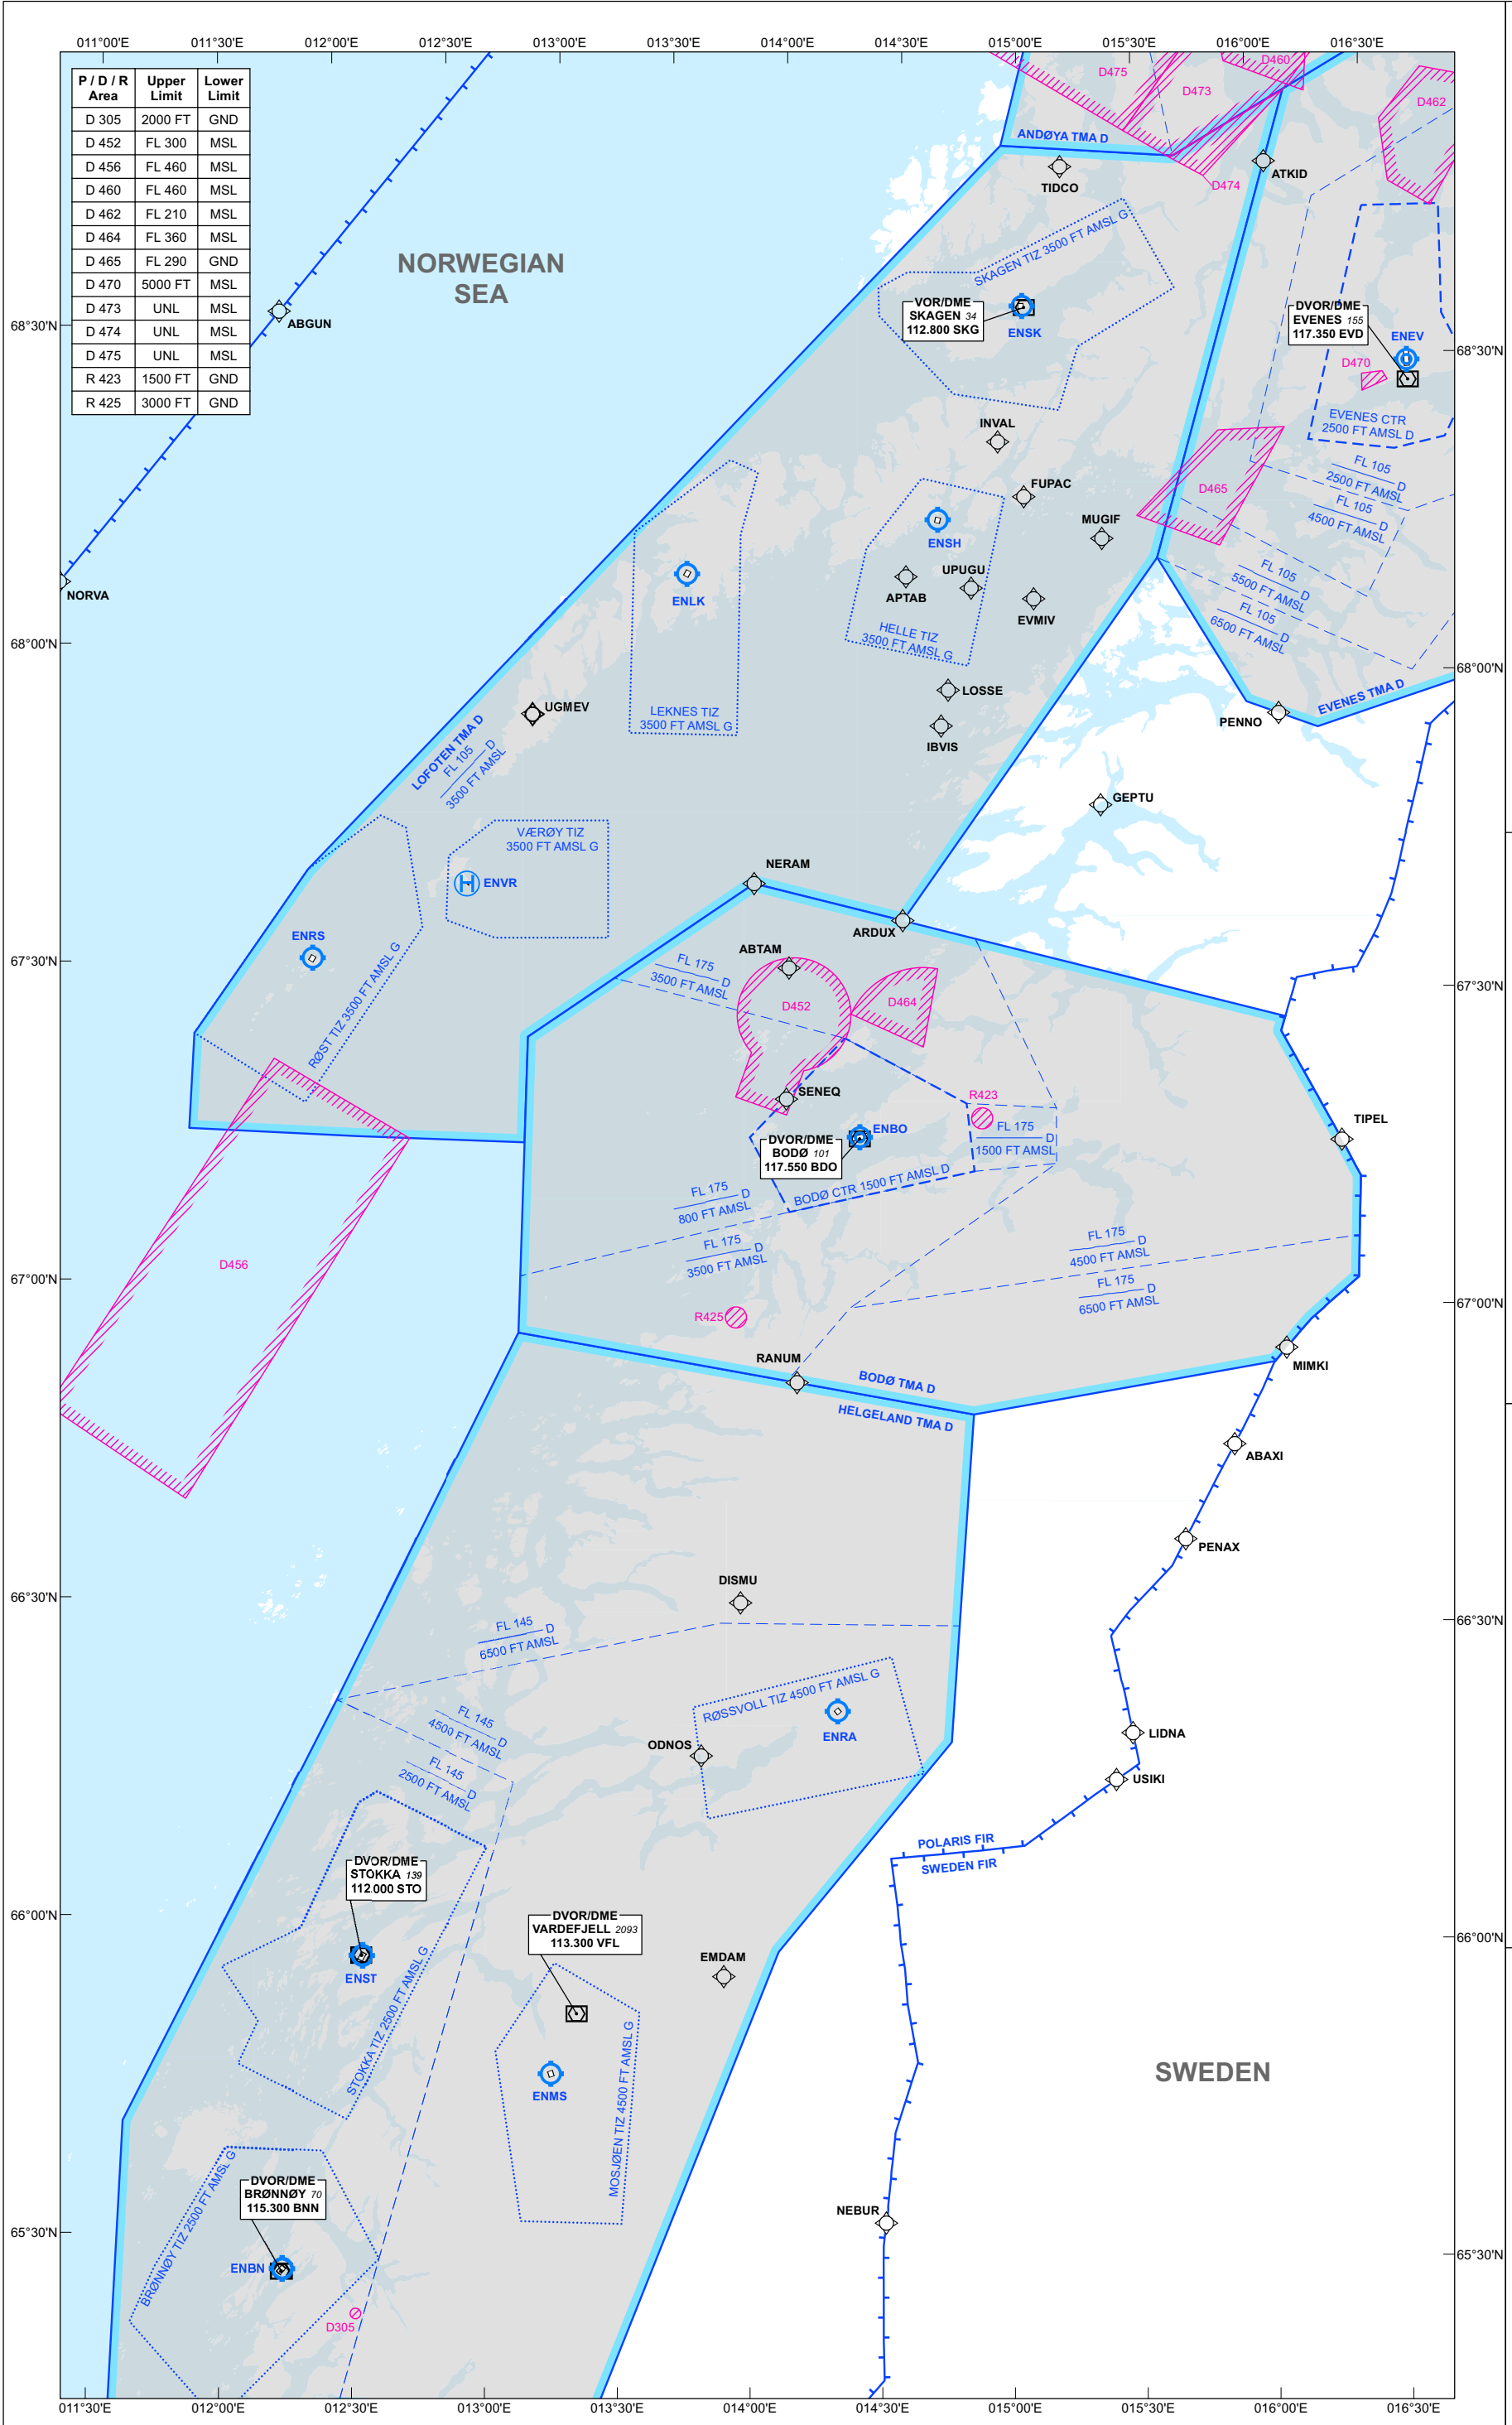 011°00'E 011°30'E 012°00'E 012°30'E 013°00'E 013°30'E 014°00'E 014°30'E 015°00'E 015°30'E 016°00'E 016°30'E
P / D / R Area Upper Limit Lower Limit
D 305 2000 FT GND
D 452 FL 300 MSL
D 456 FL 460 MSL
D 460 FL 460 MSL
D 462 FL 210 MSL
D 464 FL 360 MSL
D 465 FL 290 GND
D 470 5000 FT MSL
D 473 UNL MSL
D 474 UNL MSL
D 475 UNL MSL
R 423 1500 FT GND
R 425 3000 FT GND
D475
D460
D473
D462
ANDØYA TMA D
ATKID
TIDCO
D474
NORWEGIAN
SEA
SKAGEN TIZ 3500 FT AMSL G
VOR/DME
SKAGEN 34
112.800 SKG
ENSK
DVOR/DME
EVENES 155
117.350 EVD
ENEV
68°30'N
ABGUN
68°30'N
D470
EVENES CTR
2500 FT AMSL D
INVAL
FL 105
D
2500 FT AMSL
FUPAC
D465
FL 105
D
4500 FT AMSL
MUGIF
ENSH
UPUGU
APTAB
FL 105
D
5500 FT AMSL
NORVA
ENLK
EVMIV
FL 105
D
6500 FT AMSL
HELLE TIZ
3500 FT AMSL G
68°00'N
68°00'N
LOSSE
EVENES TMA D
UGMEV
LEKNES TIZ
3500 FT AMSL G
PENNO
IBVIS
LOFOTEN TMA D
FL 105
D
3500 FT AMSL
GEPTU
VÆRØY TIZ
3500 FT AMSL G
NERAM
ENVR
ARDUX
ENRS
ABTAM
RØST TIZ 3500 FT AMSL G
67°30'N
FL 175
D
3500 FT AMSL
67°30'N
D452
D464
SENEQ
R423
TIPEL
ENBO
DVOR/DME
BODØ 101
117.550 BDO
FL 175
D
1500 FT AMSL
BODØ CTR 1500 FT AMSL D
FL 175
D
800 FT AMSL
FL 175
D
3500 FT AMSL
FL 175
D
4500 FT AMSL
D456
67°00'N
FL 175
D
6500 FT AMSL
67°00'N
R425
RANUM
MIMKI
BODØ TMA D
HELGELAND TMA D
ABAXI
PENAX
DISMU
66°30'N
66°30'N
FL 145
D
6500 FT AMSL
RØSSVOLL TIZ 4500 FT AMSL G
FL 145
D
4500 FT AMSL
ENRA
LIDNA
ODNOS
FL 145
D
2500 FT AMSL
USIKI
POLARIS FIR
SWEDEN FIR
DVOR/DME
STOKKA 139
112.000 STO
66°00'N
DVOR/DME
VARDEFJELL 2093
113.300 VFL
66°00'N
EMDAM
ENST
STOKKA TIZ 2500 FT AMSL G
SWEDEN
ENMS
MOSJØEN TIZ 4500 FT AMSL G
BRØNNØY TIZ 2500 FT AMSL G
DVOR/DME
BRØNNØY 70
115.300 BNN
NEBUR
65°30'N
65°30'N
ENBN
D305
011°30'E 012°00'E 012°30'E 013°00'E 013°30'E 014°00'E 014°30'E 015°00'E 015°30'E 016°00'E 016°30'E